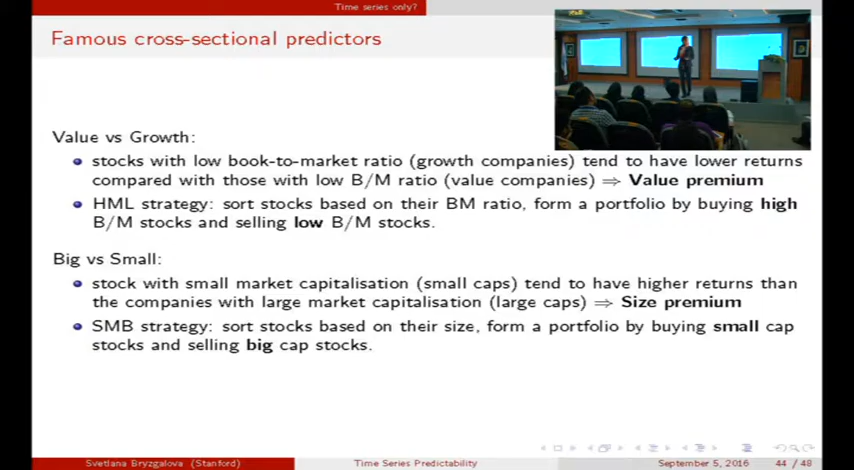 Time series only?
Famous cross-sectional predictors
Value vs Growth:
stocks with low book-to-market ratio (growth companies) tend to have lower returns
compared with those with low B/M ratio (value companies) ⇒ Value premium
HML strategy: sort stocks based on their BM ratio, form a portfolio by buying high
B/M stocks and selling low B/M stocks.
Big vs Small:
stock with small market capitalisation (small caps) tend to have higher returns than
the companies with large market capitalisation (large caps) ⇒ Size premium
SMB strategy: sort stocks based on their size, form a portfolio by buying small cap
stocks and selling big cap stocks.
Svetlana Bryzgalova (Stanford) Time Series Predictability September 5, 2016 44 / 48